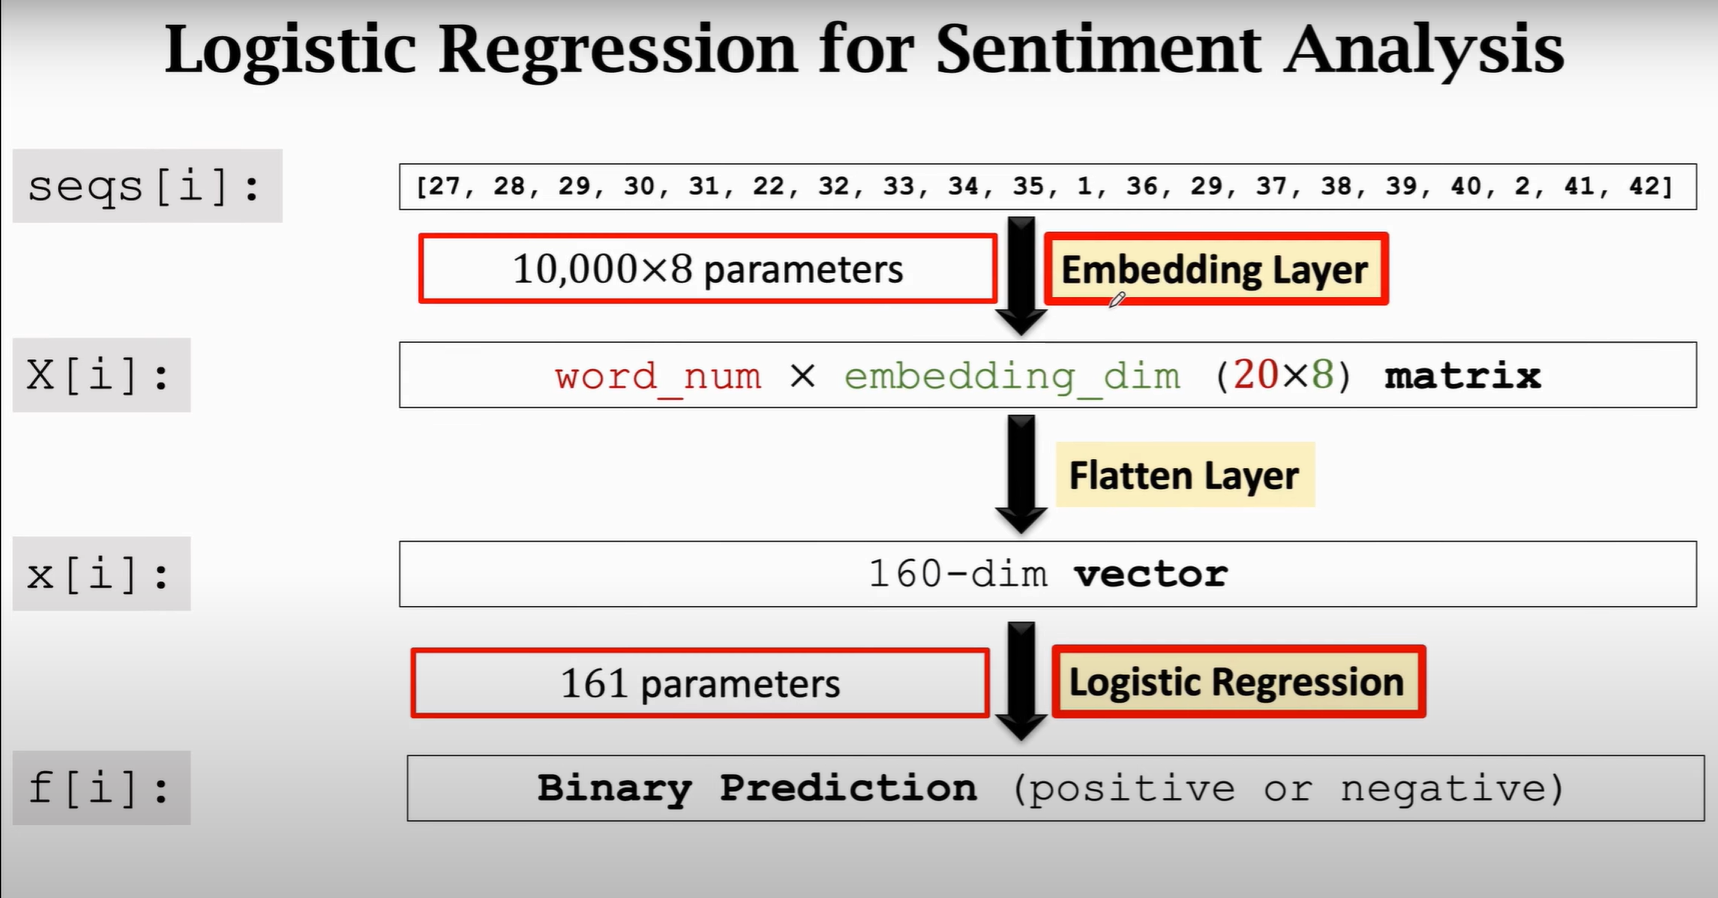 Logistic Regression for Sentiment Analysis
seqs[i]:
[27, 28, 29, 30, 31, 22, 32, 33, 34, 35, 1, 36, 29, 37, 38, 39, 40, 2, 41, 42]
10,000×8 parameters
Embedding Layer
X[i]:
word_num × embedding_dim (20×8) matrix
Flatten Layer
x[i]:
160-dim vector
161 parameters
Logistic Regression
f[i]:
Binary Prediction (positive or negative)